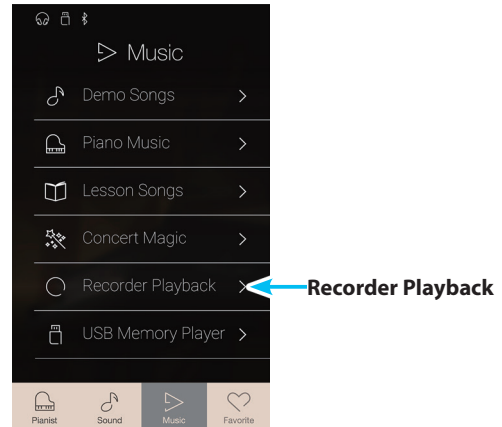 Music
Demo Songs
Piano Music
Lesson Songs
Concert Magic
Recorder Playback
Recorder Playback
USB Memory Player
Pianist
Sound
Music
Favorite